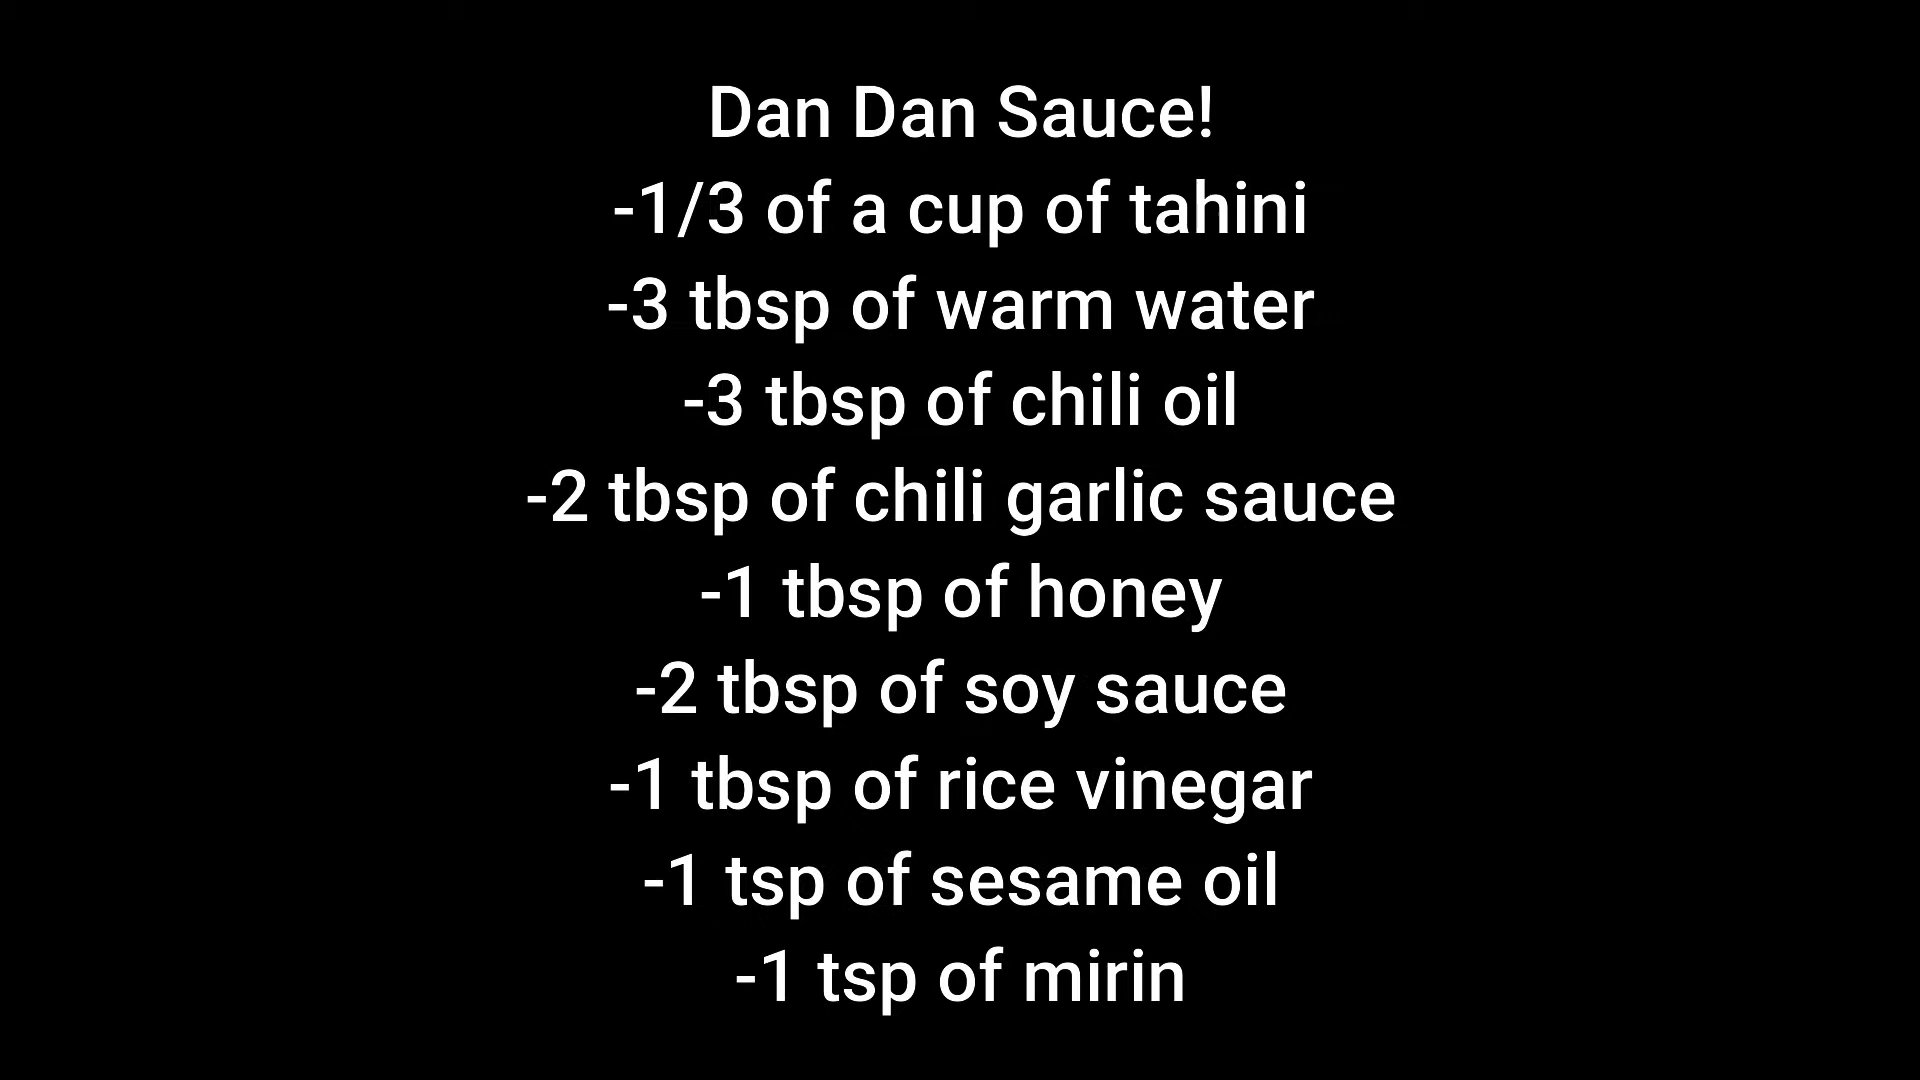 Dan Dan Sauce!
-1/3 of a cup of tahini
-3 tbsp of warm water
-3 tbsp of chili oil
-2 tbsp of chili garlic sauce
-1 tbsp of honey
-2 tbsp of soy sauce
-1 tbsp of rice vinegar
-1 tsp of sesame oil
-1 tsp of mirin